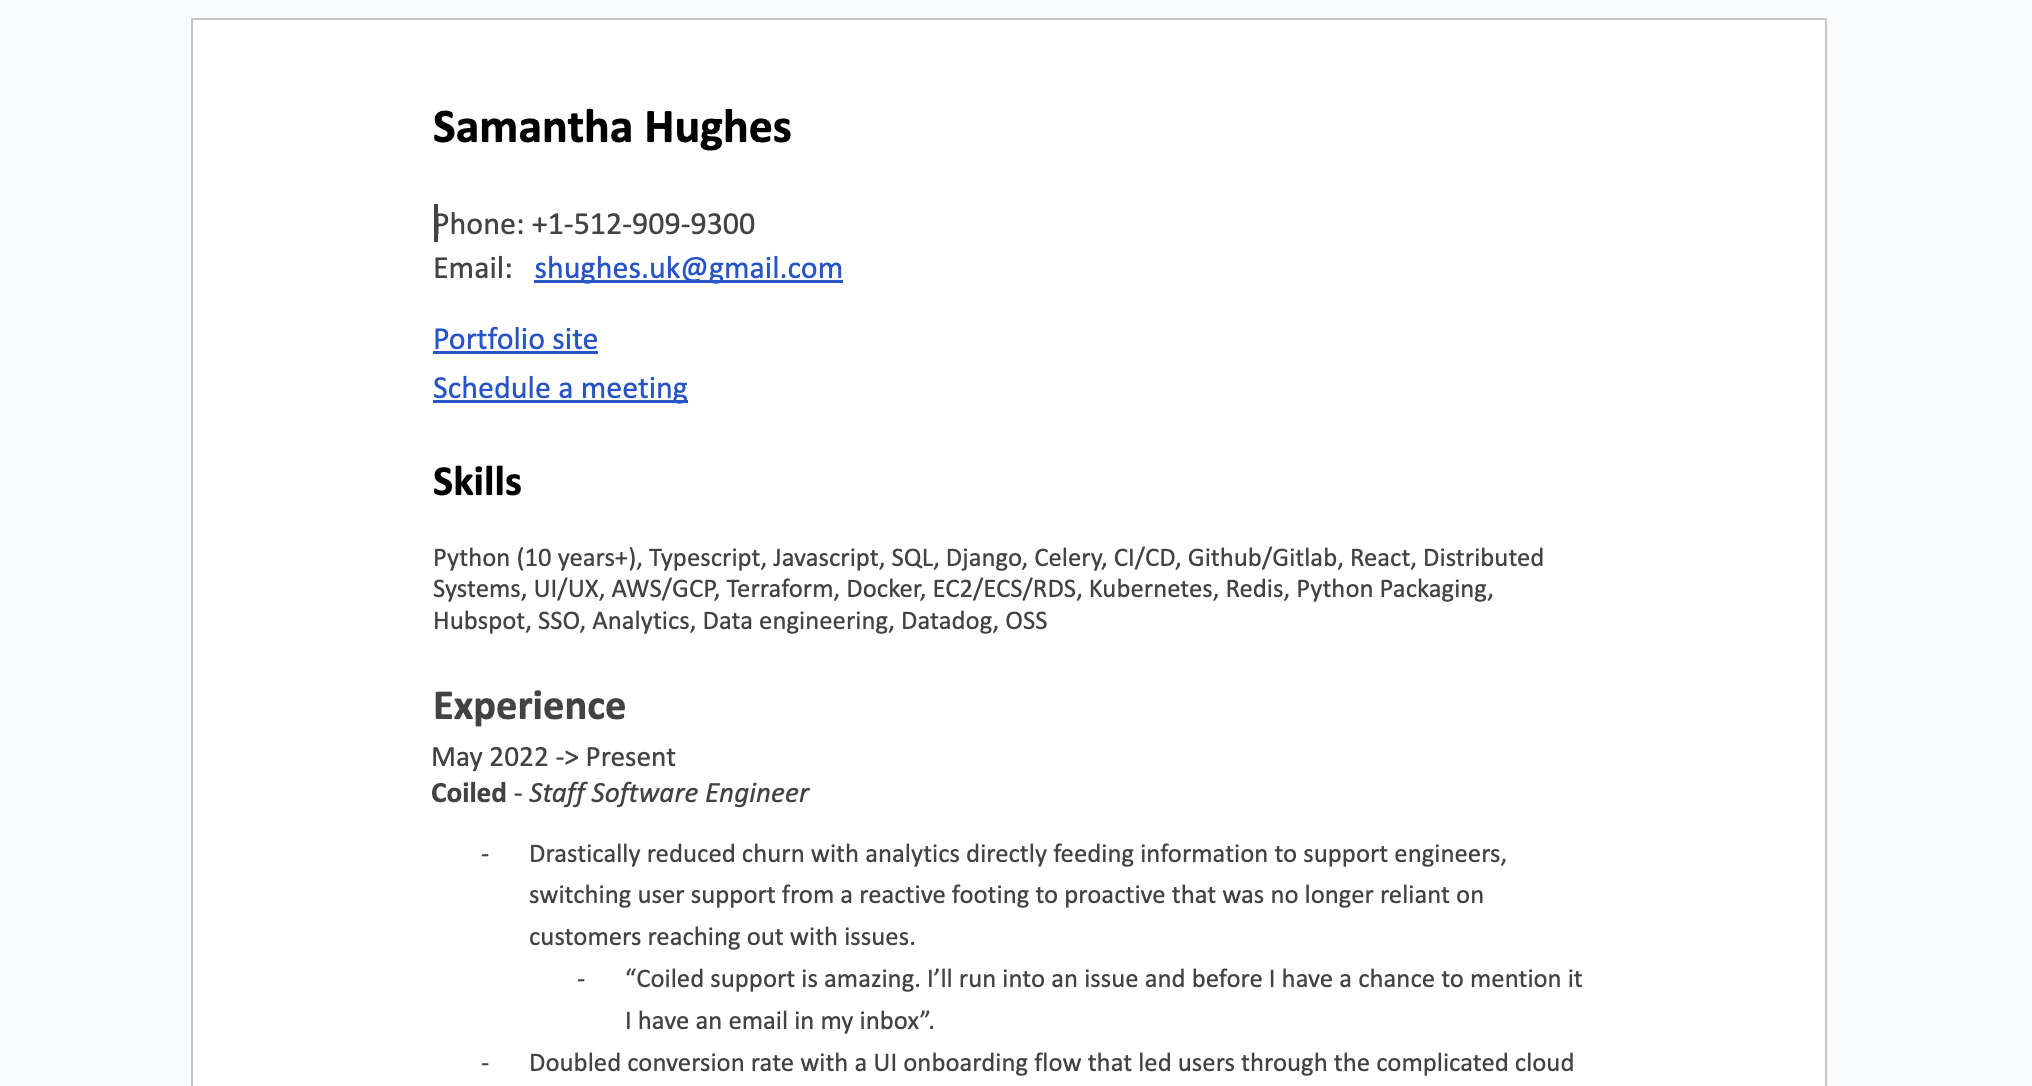 Samantha Hughes
Phone: +1-512-909-9300
Email: shughes.uk@gmail.com
Portfolio site
Schedule a meeting
Skills
Python (10 years+), Typescript, Javascript, SQL, Django, Celery, CI/CD, Github/Gitlab, React, Distributed
Systems, UI/UX, AWS/GCP, Terraform, Docker, EC2/ECS/RDS, Kubernetes, Redis, Python Packaging,
Hubspot, SSO, Analytics, Data engineering, Datadog, OSS
Experience
May 2022 -> Present
Coiled - Staff Software Engineer
- Drastically reduced churn with analytics directly feeding information to support engineers,
switching user support from a reactive footing to proactive that was no longer reliant on
customers reaching out with issues.
- “Coiled support is amazing. I’ll run into an issue and before I have a chance to mention it
I have an email in my inbox”.
- Doubled conversion rate with a UI onboarding flow that led users through the complicated cloud